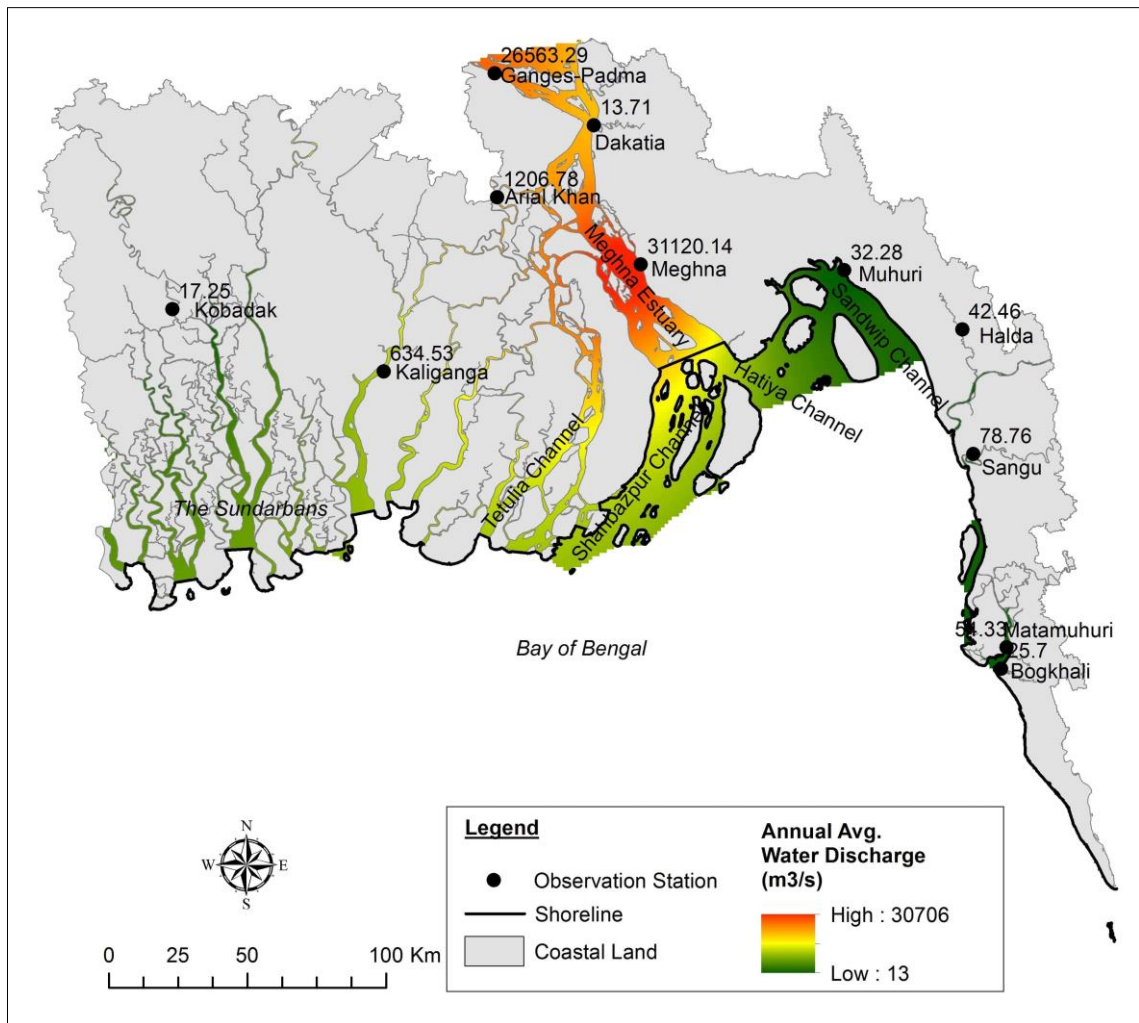 26563.29
Ganges-Padma
13.71
Dakatia
1206.78
Arial Khan
Meghna Estuary
31120.14
Meghna
32.28
Muhuri
Sandwip Channel
42.46
Halda
17.25
Kobadak
634.53
Kaliganga
Hatiya Channel
Tetulia Channel
Shahbazpur Channel
78.76
Sangu
The Sundarbans
54.33 Matamuhuri
25.7
Bogkhali
Bay of Bengal
N
W E
S
0 25 50 100 Km
Legend
Observation Station
Shoreline
Coastal Land
Annual Avg.
Water Discharge
(m3/s)
High : 30706
Low : 13